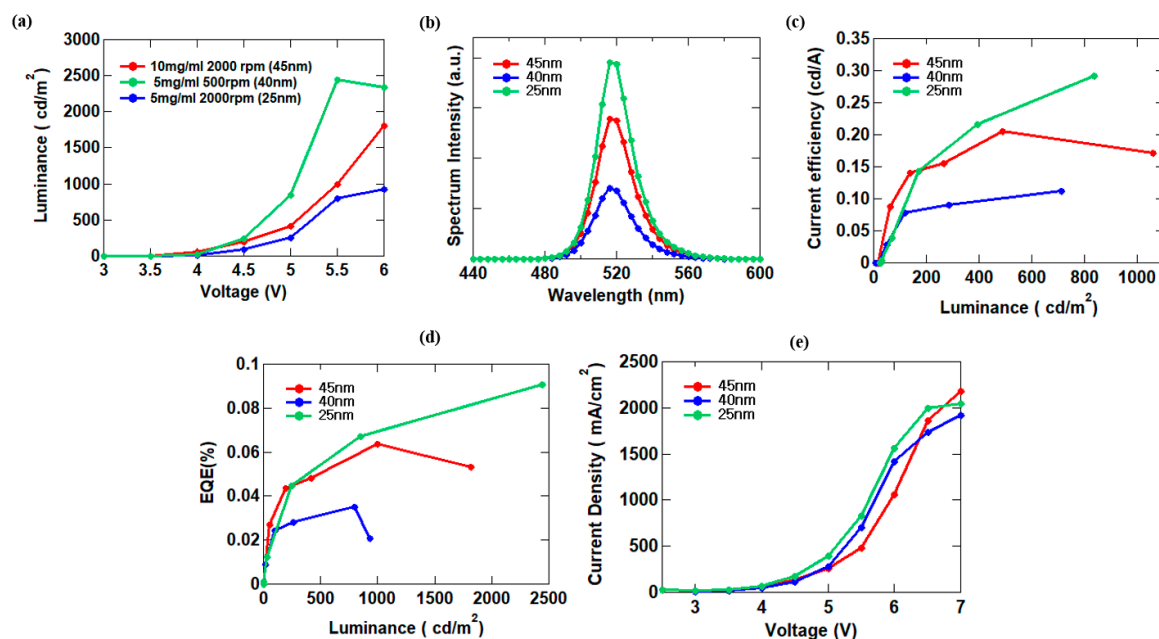 (a)
3000
2500
2000
1500
1000
500
0
Luminance ( cd/m²)
10mg/ml 2000 rpm (45nm)
5mg/ml 500rpm (40nm)
5mg/ml 2000rpm (25nm)
3 3.5 4 4.5 5 5.5 6
Voltage (V)
(b)
Spectrum Intensity (a.u.)
45nm
40nm
25nm
440 480 520 560 600
Wavelength (nm)
(c)
0.35
0.30
0.25
0.20
0.15
0.10
0.05
0
Current efficiency (cd/A)
45nm
40nm
25nm
0 200 400 600 800 1000
Luminance ( cd/m²)
(d)
0.1
0.08
0.06
0.04
0.02
0
EQE(%)
45nm
40nm
25nm
0 500 1000 1500 2000 2500
Luminance ( cd/m²)
(e)
2500
2000
1500
1000
500
0
Current Density ( mA/cm²)
45nm
40nm
25nm
3 4 5 6 7
Voltage (V)